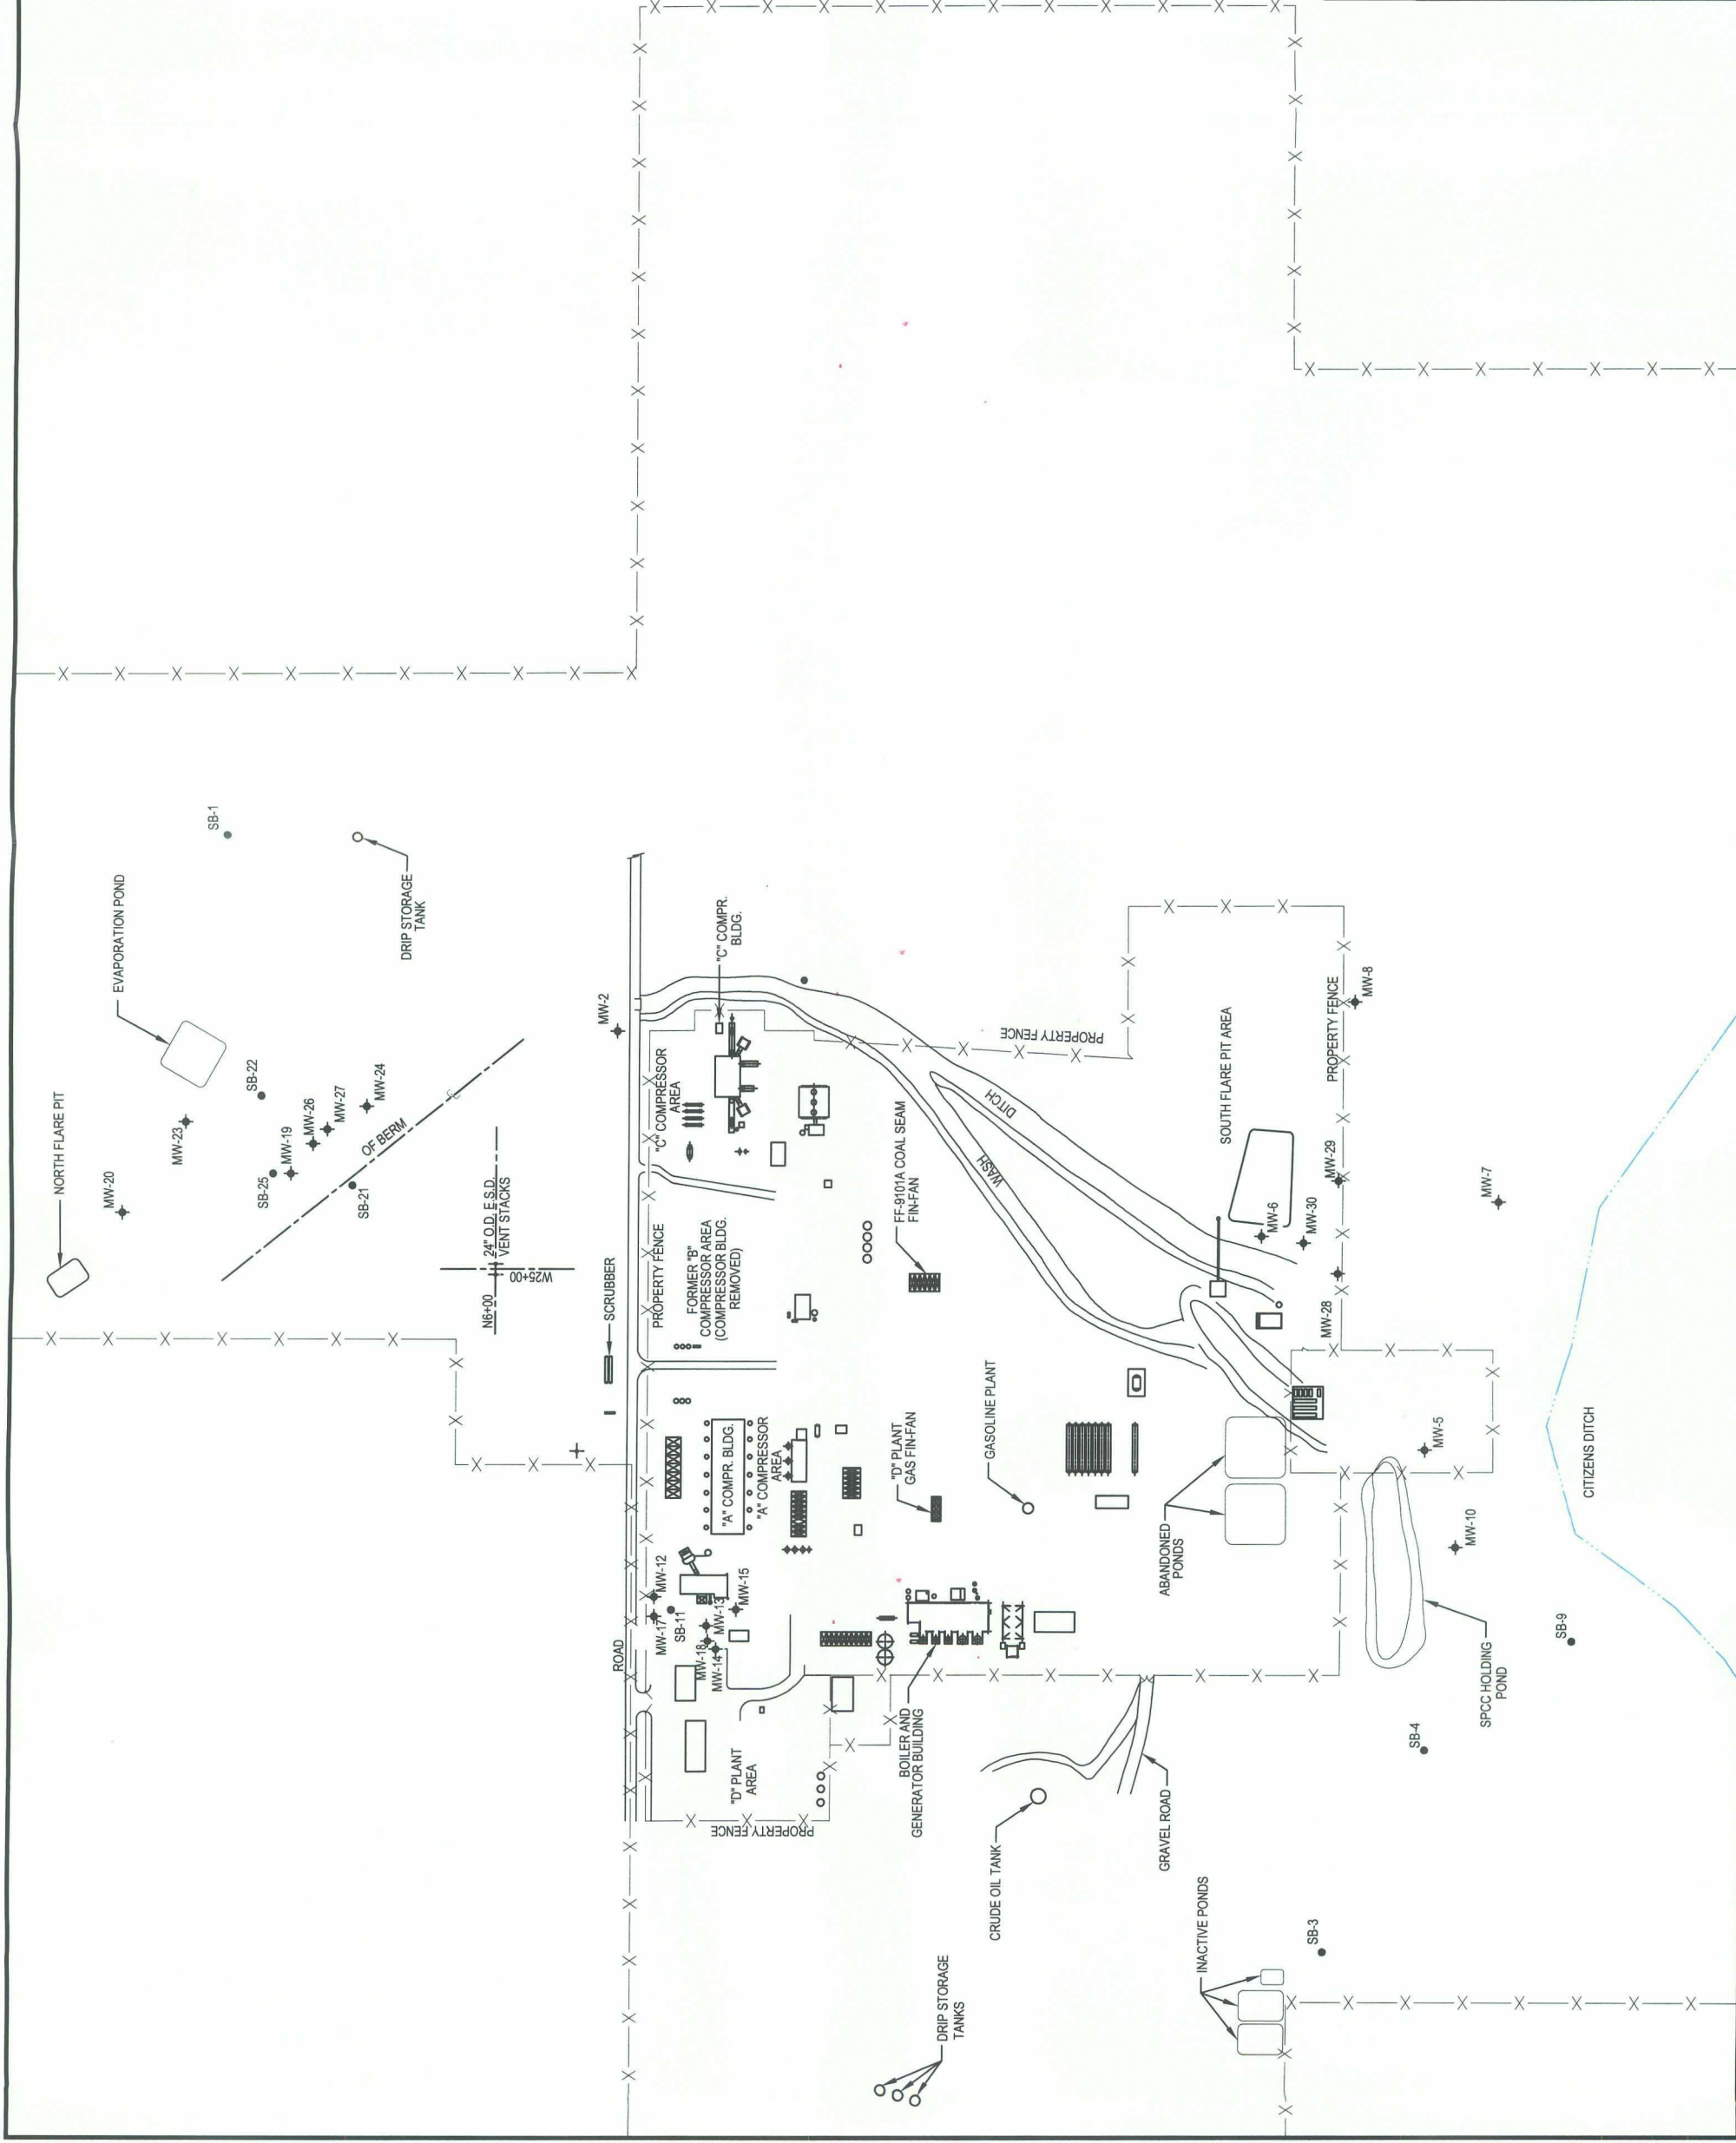 NORTH FLARE PIT
EVAPORATION POND
MW-20
MW-23
SB-22
SB-25
MW-19
MW-26
MW-27
MW-24
SB-21
OF BERM
SB-1
DRIP STORAGE
TANK
N6+00
24" O.D. E.S.D.
VENT STACKS
W25+00
SCRUBBER
MW-2
ROAD
PROPERTY FENCE
"C" COMPR.
BLDG.
"C" COMPRESSOR
AREA
FORMER "B"
COMPRESSOR AREA
(COMPRESSOR BLDG.
REMOVED)
"A" COMPR. BLDG.
"A" COMPRESSOR
AREA
MW-12
MW-17
SB-11
MW-13
MW-18
MW-14
MW-15
"D" PLANT
AREA
PROPERTY FENCE
FF-9101A COAL SEAM
FIN-FAN
"D" PLANT
GAS FIN-FAN
GASOLINE PLANT
BOILER AND
GENERATOR BUILDING
CRUDE OIL TANK
DRIP STORAGE
TANKS
GRAVEL ROAD
INACTIVE PONDS
ABANDONED
PONDS
WASH
DITCH
PROPERTY FENCE
SOUTH FLARE PIT AREA
PROPERTY FENCE
MW-8
MW-29
MW-6
MW-30
MW-28
MW-7
MW-5
MW-10
SB-3
SB-4
SB-9
SPCC HOLDING
POND
CITIZENS DITCH